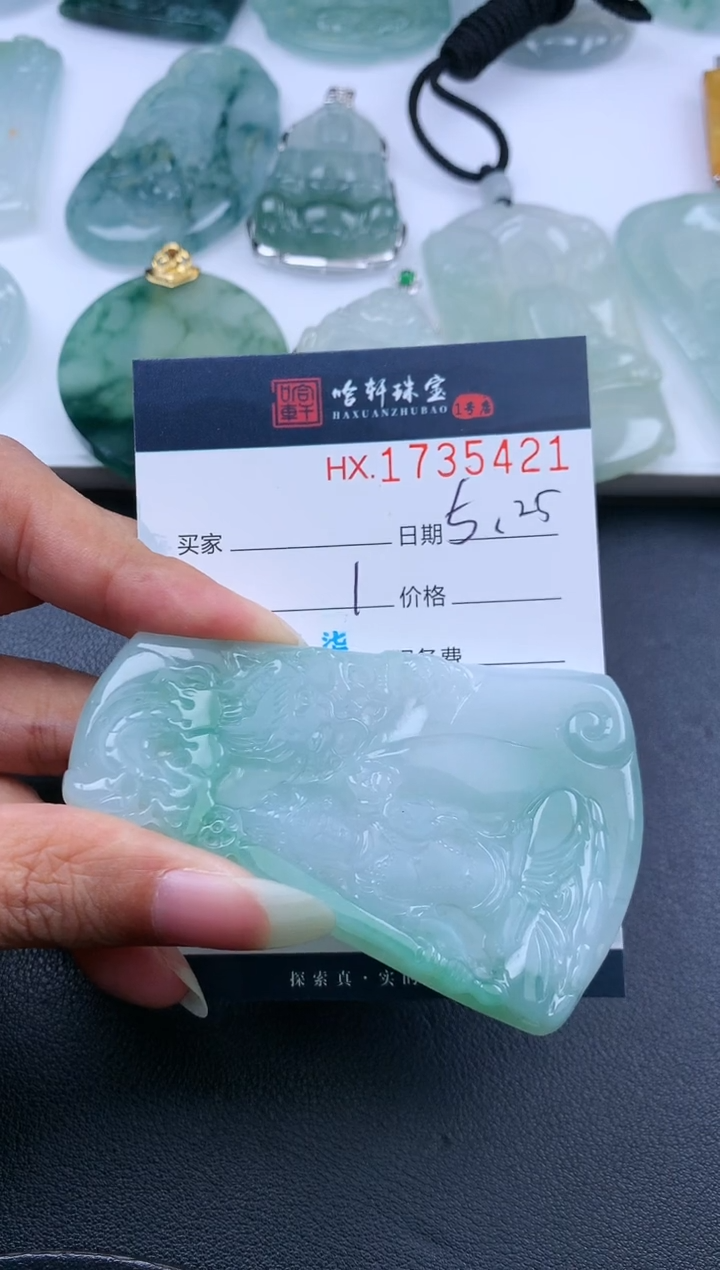 哈轩珠宝
HAXUANZHUBAO 1号店
HX.1735421
买家 日期 5.25
1 价格
柒
探索真·实